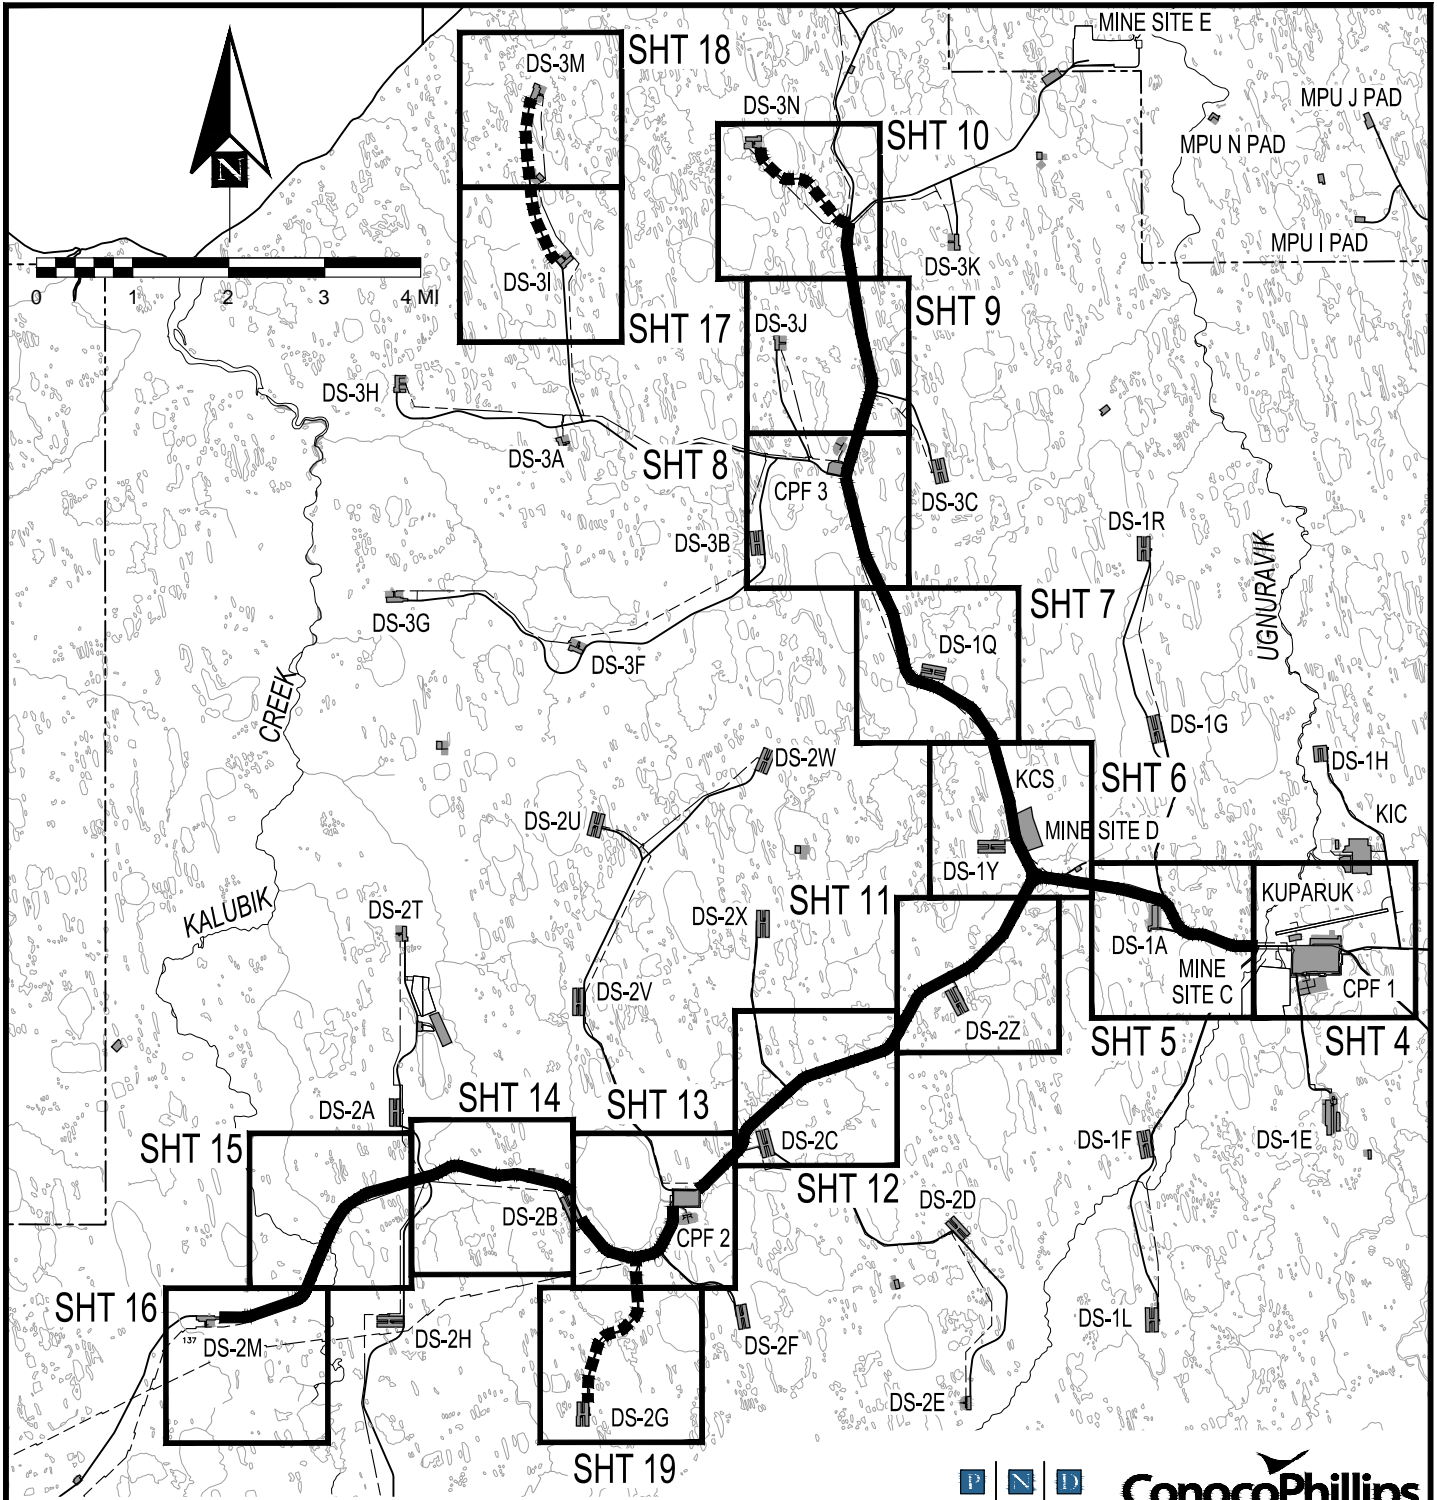 MINE SITE E
DS-3M
SHT 18
MPU J PAD
DS-3N
SHT 10
MPU N PAD
N
MPU I PAD
DS-3K
DS-3I
0 1 2 3 4 MI
SHT 9
SHT 17
DS-3J
DS-3H
DS-3A
SHT 8
CPF 3
DS-3C
DS-1R
DS-3B
UGNURAVIK
SHT 7
DS-3G
DS-1Q
DS-3F
CREEK
DS-1G
DS-2W
DS-1H
KCS
SHT 6
DS-2U
MINE SITE D
KIC
DS-1Y
KUPARUK
SHT 11
KALUBIK
DS-2T
DS-2X
DS-1A
MINE
SITE C
CPF 1
DS-2V
DS-2Z
SHT 5
SHT 4
SHT 14
SHT 13
DS-2A
DS-2C
DS-1F
DS-1E
SHT 15
SHT 12
DS-2B
DS-2D
CPF 2
SHT 16
137
DS-2M
DS-2H
DS-2F
DS-1L
DS-2G
DS-2E
SHT 19
P N D
ConocoPhillips